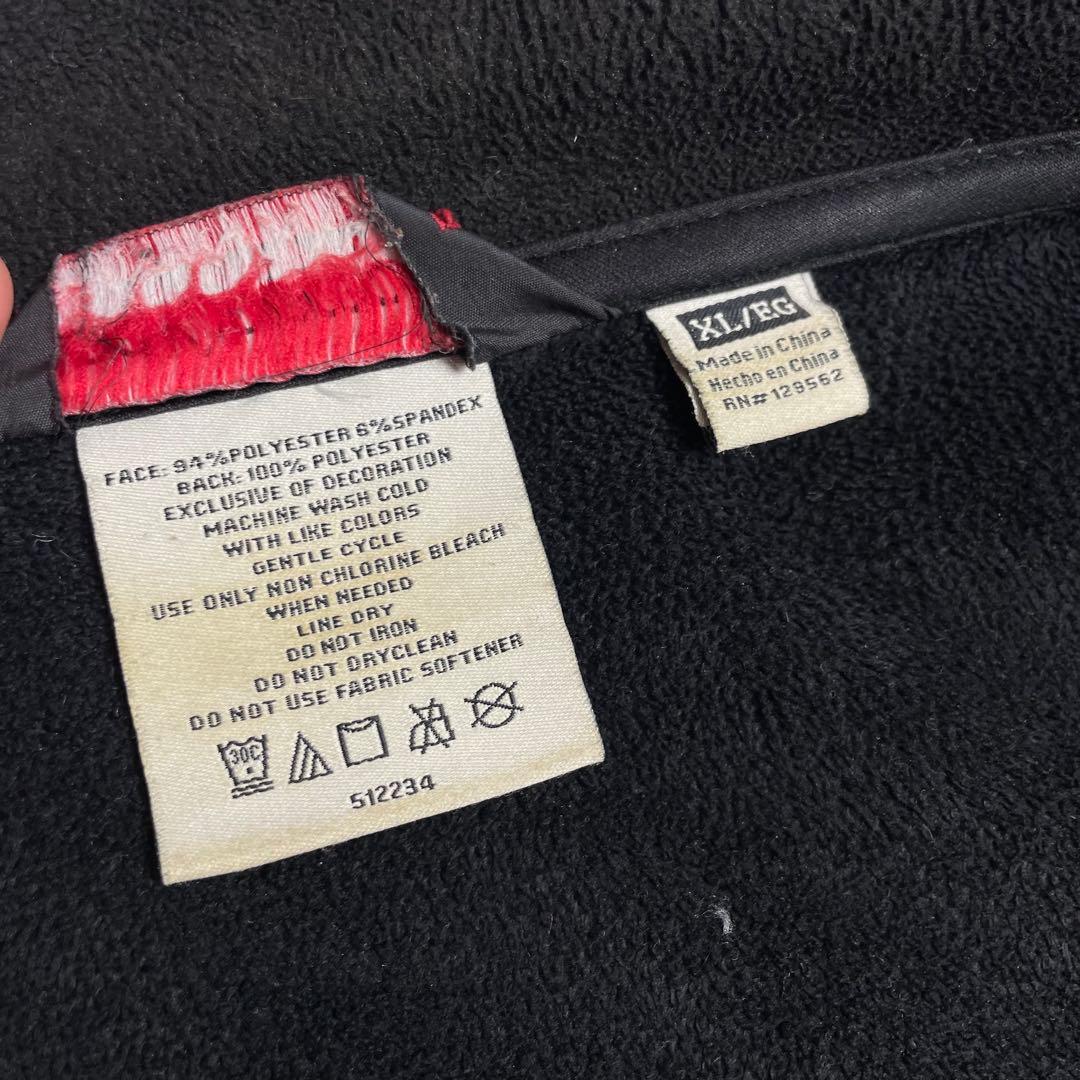 FACE: 94%POLYESTER 6%SPANDEX
BACK: 100% POLYESTER
EXCLUSIVE OF DECORATION
MACHINE WASH COLD
WITH LIKE COLORS
GENTLE CYCLE
USE ONLY NON CHLORINE BLEACH
WHEN NEEDED
LINE DRY
DO NOT IRON
DO NOT DRYCLEAN
DO NOT USE FABRIC SOFTENER
30C
512234
XL/EG
Made in China
Hecho en China
RN# 129562